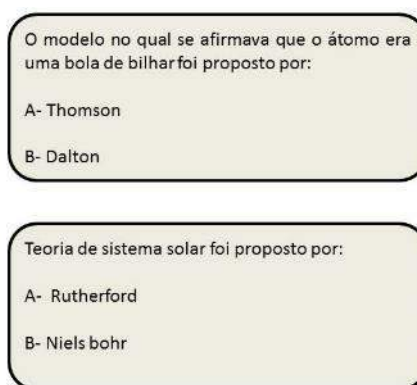 O modelo no qual se afirmava que o átomo era
uma bola de bilhar foi proposto por:
A- Thomson
B- Dalton
Teoria de sistema solar foi proposto por:
A- Rutherford
B- Niels bohr